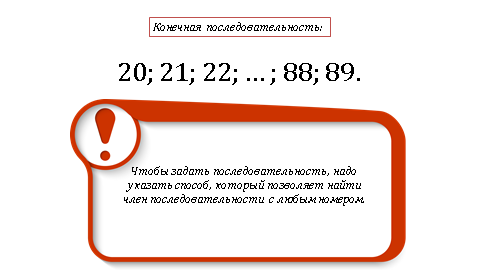 Конечная последовательность:
20; 21; 22; … ; 88; 89.
Чтобы задать последовательность, надо
указать способ, который позволяет найти
член последовательности с любым номером.